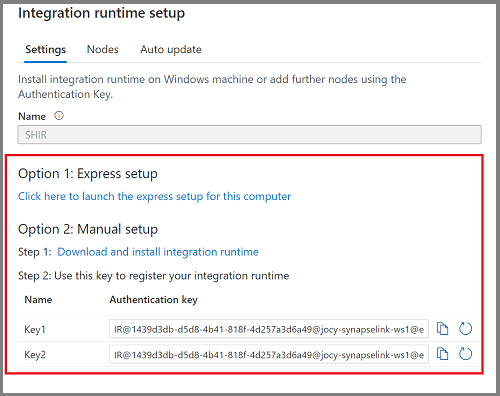 Integration runtime setup
Settings Nodes Auto update
Install integration runtime on Windows machine or add further nodes using the
Authentication Key.
Name
SHIR
Option 1: Express setup
Click here to launch the express setup for this computer
Option 2: Manual setup
Step 1: Download and install integration runtime
Step 2: Use this key to register your integration runtime
Name Authentication key
Key1 IR@1439d3db-d5d8-4b41-818f-4d257a3d6a49@jocy-synapselink-ws1@e
Key2 IR@1439d3db-d5d8-4b41-818f-4d257a3d6a49@jocy-synapselink-ws1@e